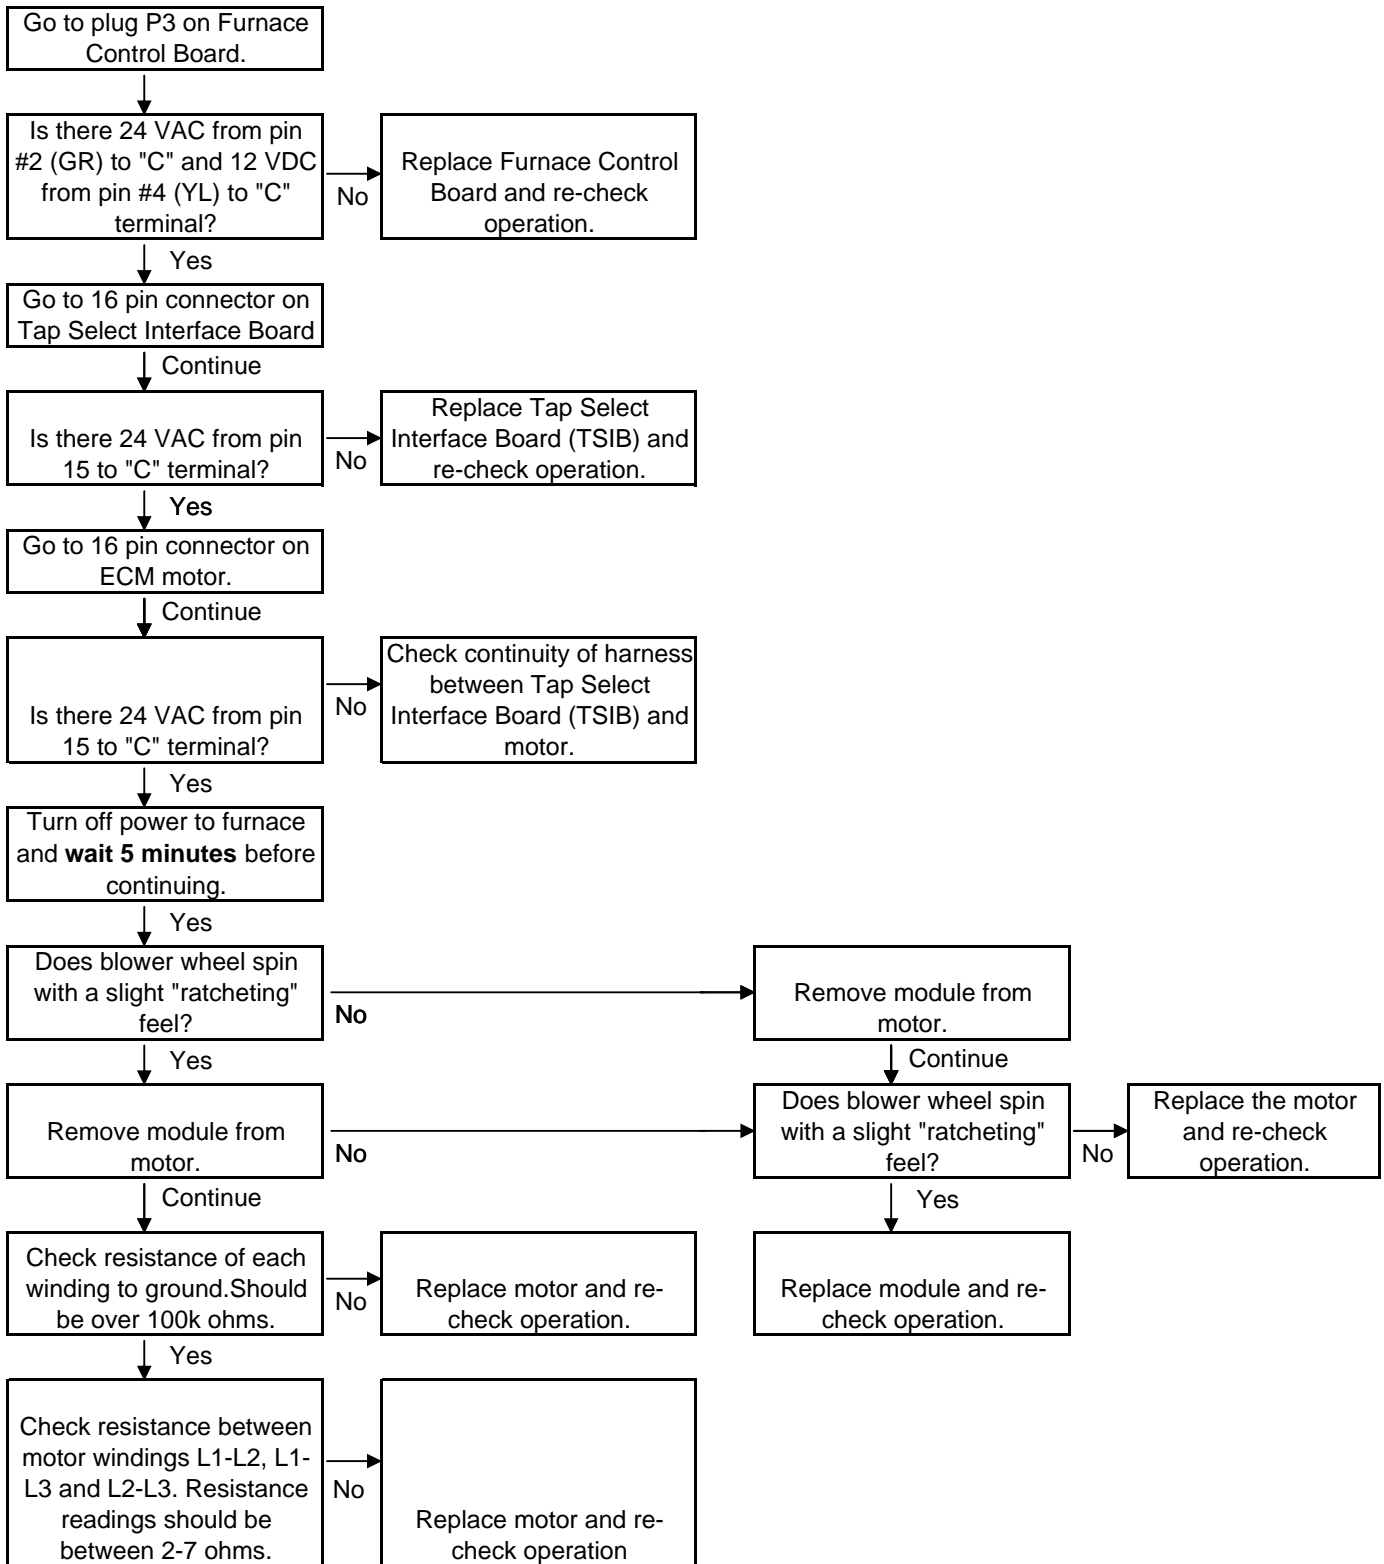 Go to plug P3 on Furnace
Control Board.
Is there 24 VAC from pin
#2 (GR) to "C" and 12 VDC
from pin #4 (YL) to "C"
terminal?
No
Replace Furnace Control
Board and re-check
operation.
Yes
Go to 16 pin connector on
Tap Select Interface Board
Continue
Is there 24 VAC from pin
15 to "C" terminal?
No
Replace Tap Select
Interface Board (TSIB) and
re-check operation.
Yes
Go to 16 pin connector on
ECM motor.
Continue
Is there 24 VAC from pin
15 to "C" terminal?
No
Check continuity of harness
between Tap Select
Interface Board (TSIB) and
motor.
Yes
Turn off power to furnace
and wait 5 minutes before
continuing.
Yes
Does blower wheel spin
with a slight "ratcheting"
feel?
No
Remove module from
motor.
Yes
Continue
Remove module from
motor.
No
Does blower wheel spin
with a slight "ratcheting"
feel?
No
Replace the motor
and re-check
operation.
Continue
Yes
Check resistance of each
winding to ground.Should
be over 100k ohms.
No
Replace motor and re-
check operation.
Replace module and re-
check operation.
Yes
Check resistance between
motor windings L1-L2, L1-
L3 and L2-L3. Resistance
readings should be
between 2-7 ohms.
No
Replace motor and re-
check operation